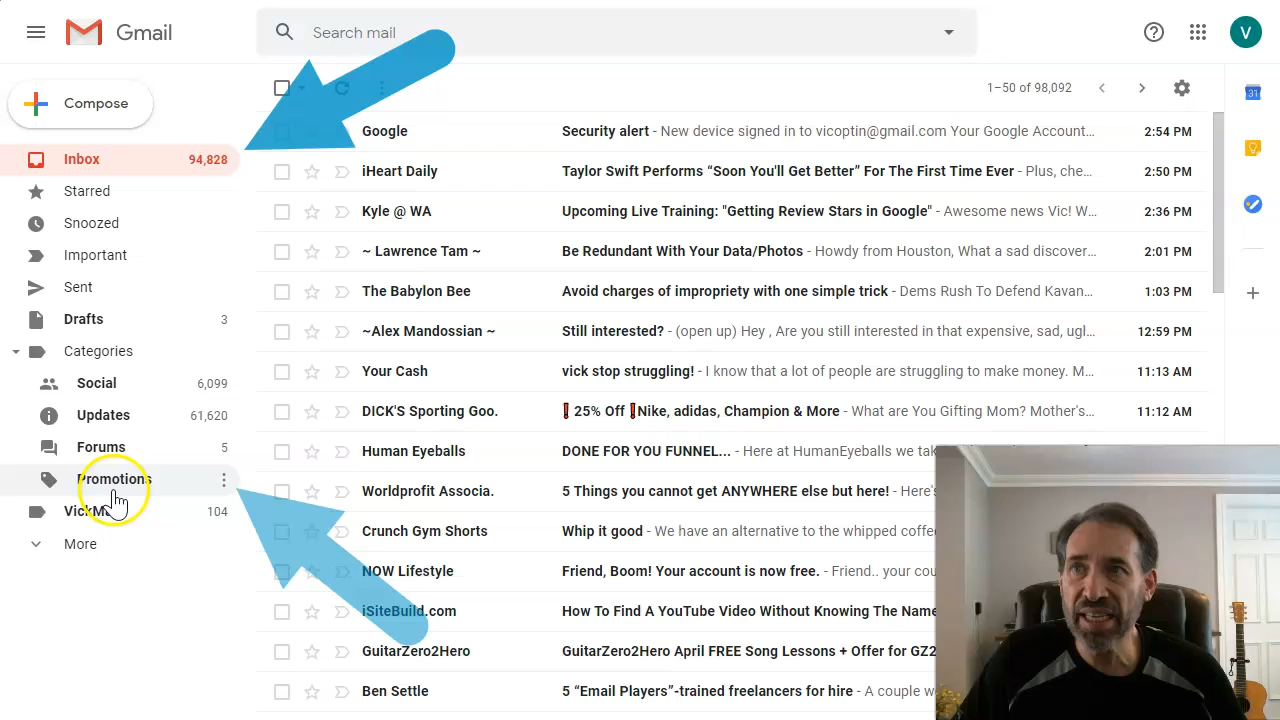 Gmail
Search mail
V
Compose
1–50 of 98,092
31
Inbox 94,828
Starred
Snoozed
Important
Sent
Drafts 3
Categories
Social 6,099
Updates 61,620
Forums 5
Promotions
104
More
Google Security alert - New device signed in to vicoptin@gmail.com Your Google Account… 2:54 PM
iHeart Daily Taylor Swift Performs “Soon You'll Get Better” For The First Time Ever - Plus, che… 2:50 PM
Kyle @ WA Upcoming Live Training: "Getting Review Stars in Google" - Awesome news Vic! W… 2:36 PM
~ Lawrence Tam ~ Be Redundant With Your Data/Photos - Howdy from Houston, What a sad discover… 2:01 PM
The Babylon Bee Avoid charges of impropriety with one simple trick - Dems Rush To Defend Kavan… 1:03 PM
~Alex Mandossian ~ Still interested? - (open up) Hey , Are you still interested in that expensive, sad, ugl… 12:59 PM
Your Cash vick stop struggling! - I know that a lot of people are struggling to make money. M… 11:13 AM
DICK'S Sporting Goo. ❗25% Off ❗Nike, adidas, Champion & More - What are You Gifting Mom? Mother's… 11:12 AM
Human Eyeballs DONE FOR YOU FUNNEL... - Here at HumanEyeballs we
Worldprofit Associa. 5 Things you cannot get ANYWHERE else but here! - Here's
Crunch Gym Shorts Whip it good - We have an alternative to the whipped
NOW Lifestyle Friend, Boom! Your account is now free. - Friend.. your
iSiteBuild.com How To Find A YouTube Video Without Knowing The Name
GuitarZero2Hero GuitarZero2Hero April FREE Song Lessons + Offer for GZ2
Ben Settle 5 “Email Players”-trained freelancers for hire - A couple